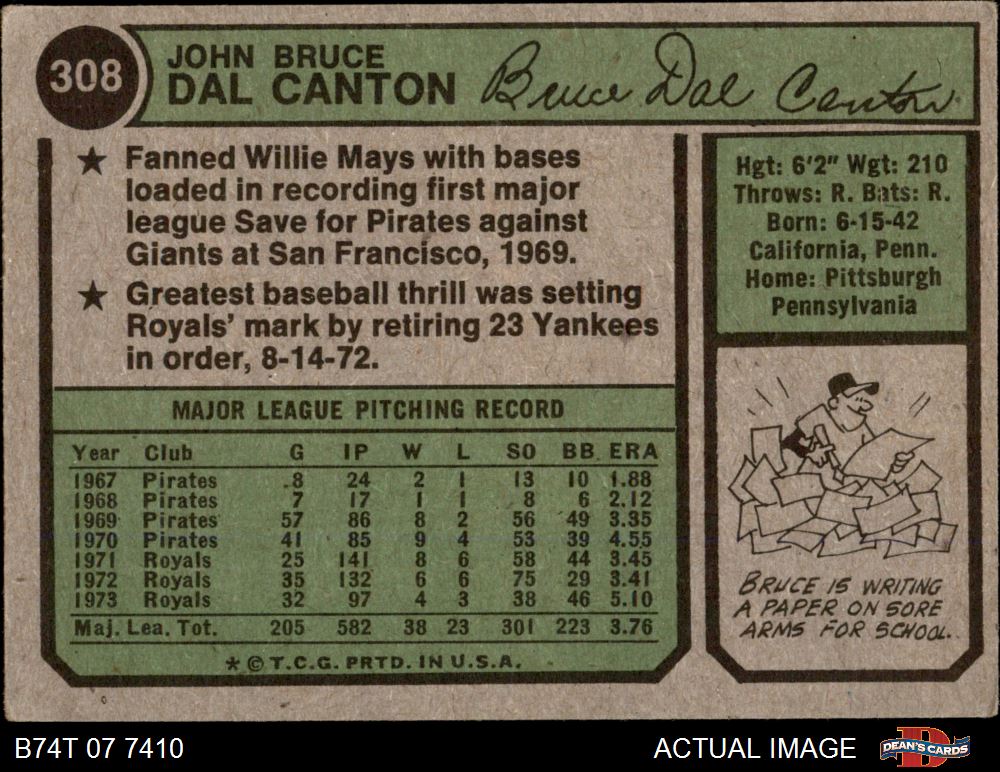 308
JOHN BRUCE
DAL CANTON
Bruce Dal Canton
★ Fanned Willie Mays with bases
loaded in recording first major
league Save for Pirates against
Giants at San Francisco, 1969.
★ Greatest baseball thrill was setting
Royals' mark by retiring 23 Yankees
in order, 8-14-72.
Hgt: 6'2" Wgt: 210
Throws: R. Bats: R.
Born: 6-15-42
California, Penn.
Home: Pittsburgh
Pennsylvania
MAJOR LEAGUE PITCHING RECORD
Year Club G IP W L SO BB ERA
1967 Pirates 8 24 2 1 13 10 1.88
1968 Pirates 7 17 1 1 8 6 2.12
1969 Pirates 57 86 8 2 56 49 3.35
1970 Pirates 41 85 9 4 53 39 4.55
1971 Royals 25 141 8 6 58 44 3.45
1972 Royals 35 132 6 6 75 29 3.41
1973 Royals 32 97 4 3 38 46 5.10
Maj. Lea. Tot. 205 582 38 23 301 223 3.76
* © T.C.G. PRTD. IN U.S.A.
BRUCE IS WRITING
A PAPER ON SORE
ARMS FOR SCHOOL.
B74T 07 7410
ACTUAL IMAGE
D
DEAN'S CARDS